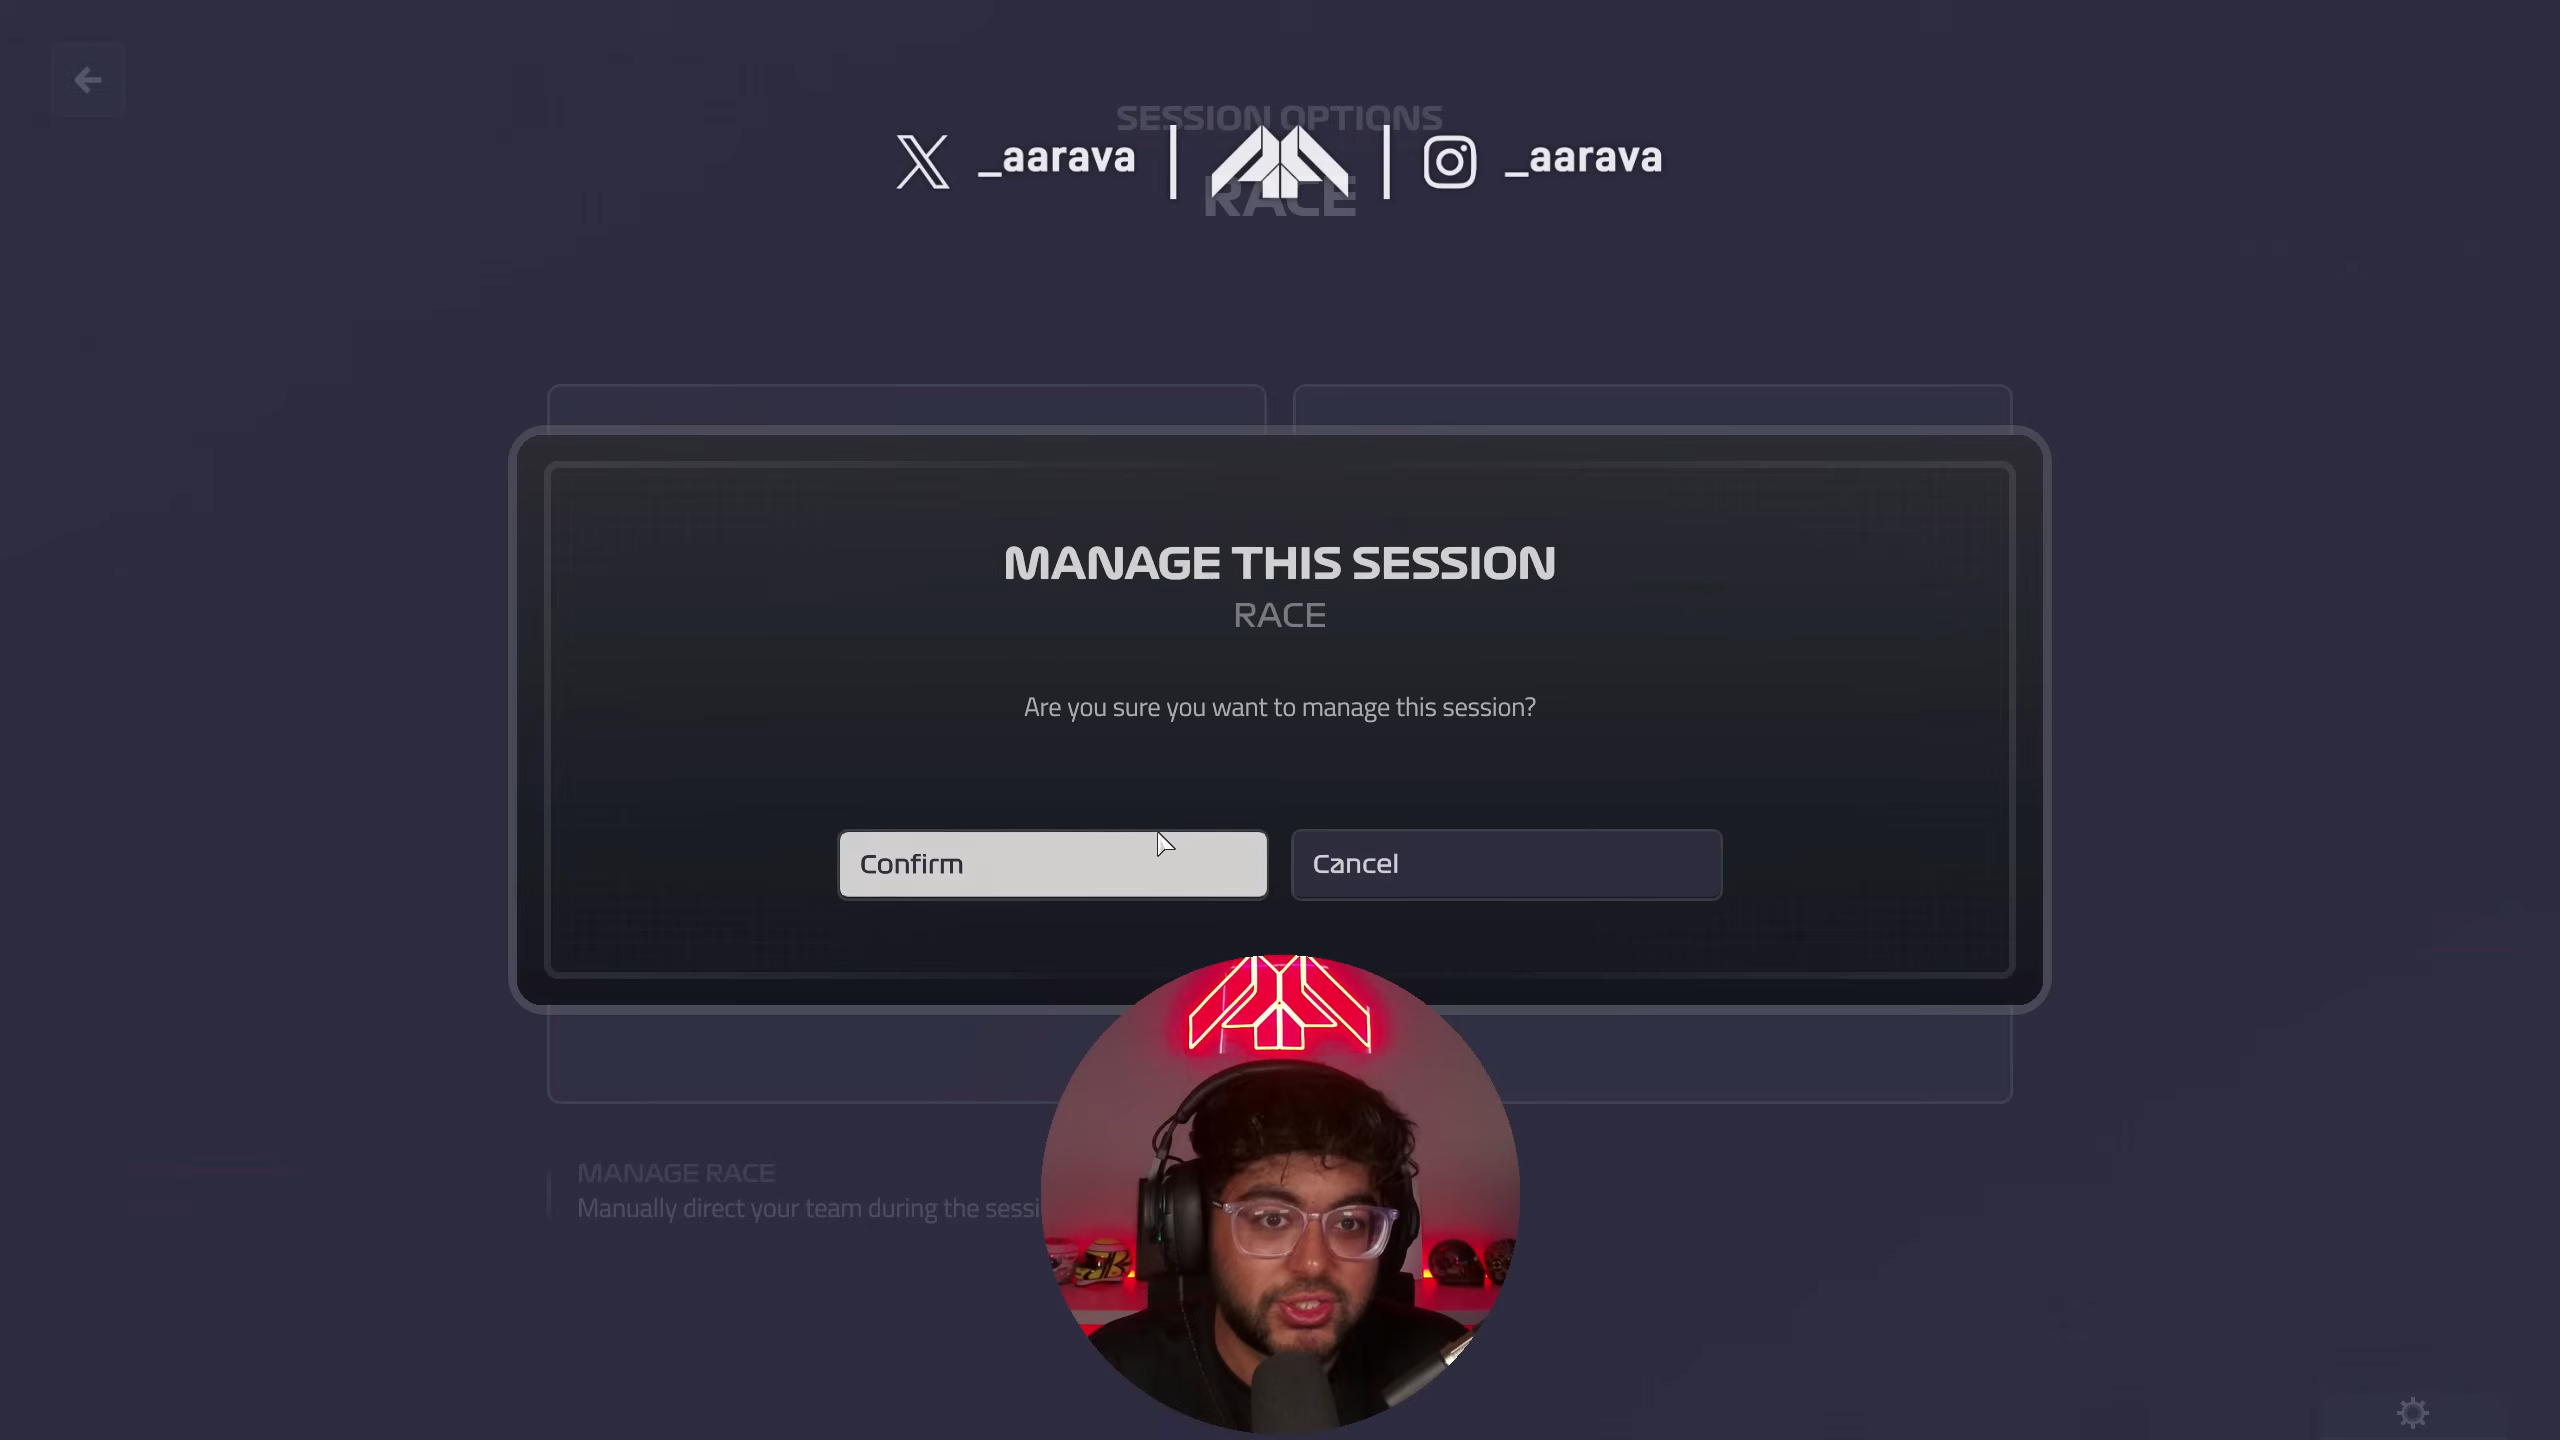 SESSION OPTIONS
_aarava
_aarava
RACE
MANAGE THIS SESSION
RACE
Are you sure you want to manage this session?
Confirm
Cancel
MANAGE RACE
Manually direct your team during the sessi